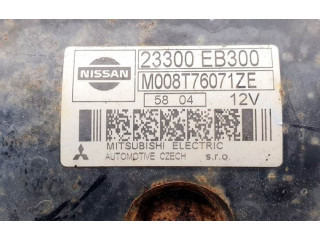 NISSAN
23300 EB300
M008T76071ZE
58 04 12V
MITSUBISHI ELECTRIC
AUTOMOTIVE CZECH s.r.o.